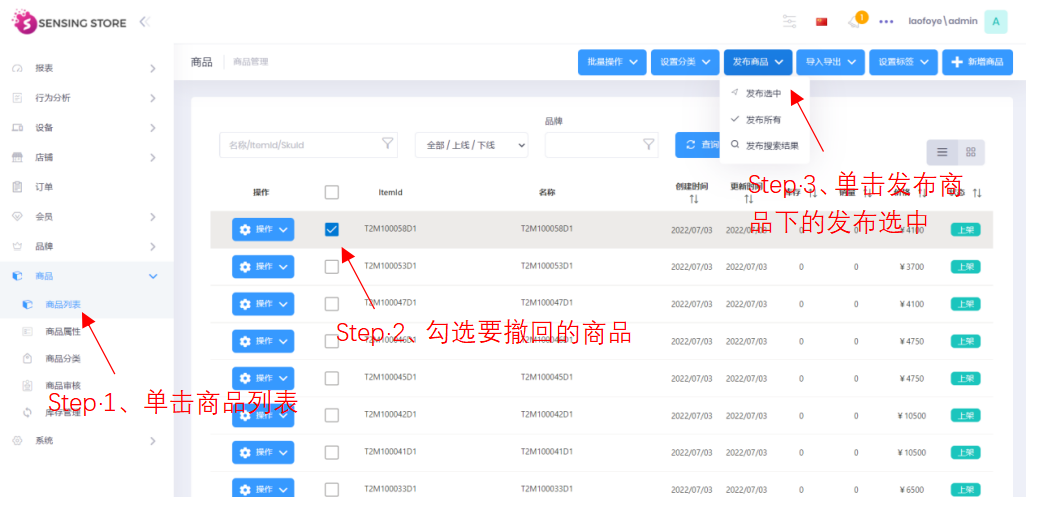 SENSING STORE
1
laofoye\admin
A
报表
行为分析
设备
店铺
订单
会员
品牌
商品
商品列表
商品属性
商品分类
商品审核
库存管理
系统
商品
商品管理
批量操作
设置分类
发布商品
导入导出
设置标签
新增商品
发布选中
发布所有
发布搜索结果
品牌
名称/ItemId/SkuId
全部 / 上线 / 下线
查询
操作
ItemId
名称
创建时间
更新时间
库存
操作
T2M100058D1
T2M100058D1
2022/07/03
2022/07/03
0
0
¥ 4100
上架
操作
T2M100053D1
T2M100053D1
2022/07/03
2022/07/03
0
0
¥ 3700
上架
操作
T2M100047D1
T2M100047D1
2022/07/03
2022/07/03
0
0
¥ 4100
上架
操作
2022/07/03
2022/07/03
0
0
¥ 4750
上架
操作
T2M100045D1
T2M100045D1
2022/07/03
2022/07/03
0
0
¥ 4750
上架
操作
T2M100042D1
T2M100042D1
2022/07/03
2022/07/03
0
0
¥ 10500
上架
操作
T2M100041D1
T2M100041D1
2022/07/03
2022/07/03
0
0
¥ 10500
上架
操作
T2M100033D1
T2M100033D1
2022/07/03
2022/07/03
0
0
¥ 6500
上架
Step·1、单击商品列表
Step·2、勾选要撤回的商品
Step·3、单击发布商
品下的发布选中